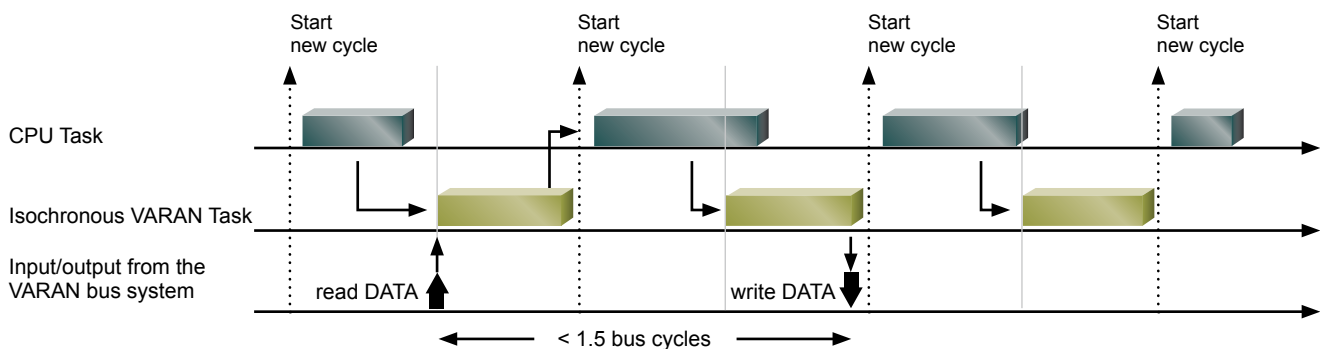 Start
new cycle
Start
new cycle
Start
new cycle
Start
new cycle
CPU Task
Isochronous VARAN Task
Input/output from the
VARAN bus system
read DATA
write DATA
< 1.5 bus cycles